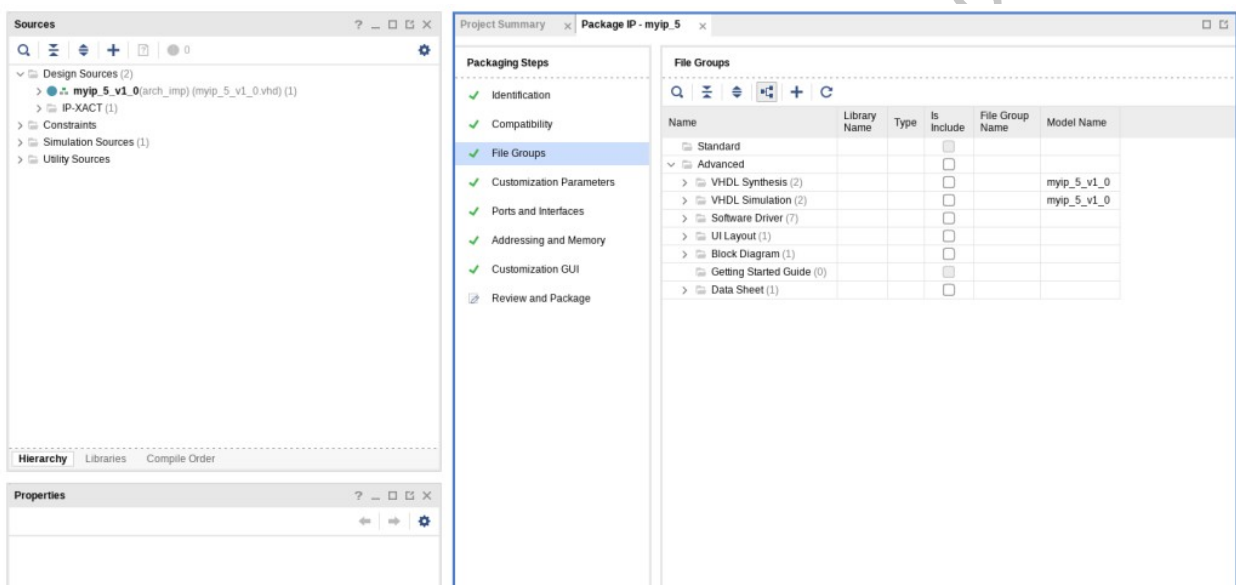 Sources
? _
0
Design Sources (2)
myip_5_v1_0(arch_imp) (myip_5_v1_0.vhd) (1)
IP-XACT (1)
Constraints
Simulation Sources (1)
Utility Sources
Hierarchy Libraries Compile Order
Properties
? _
Project Summary Package IP - myip_5
Packaging Steps
Identification
Compatibility
File Groups
Customization Parameters
Ports and Interfaces
Addressing and Memory
Customization GUI
Review and Package
File Groups
Name Library Name Type Is Include File Group Name Model Name
Standard
Advanced
VHDL Synthesis (2) myip_5_v1_0
VHDL Simulation (2) myip_5_v1_0
Software Driver (7)
UI Layout (1)
Block Diagram (1)
Getting Started Guide (0)
Data Sheet (1)